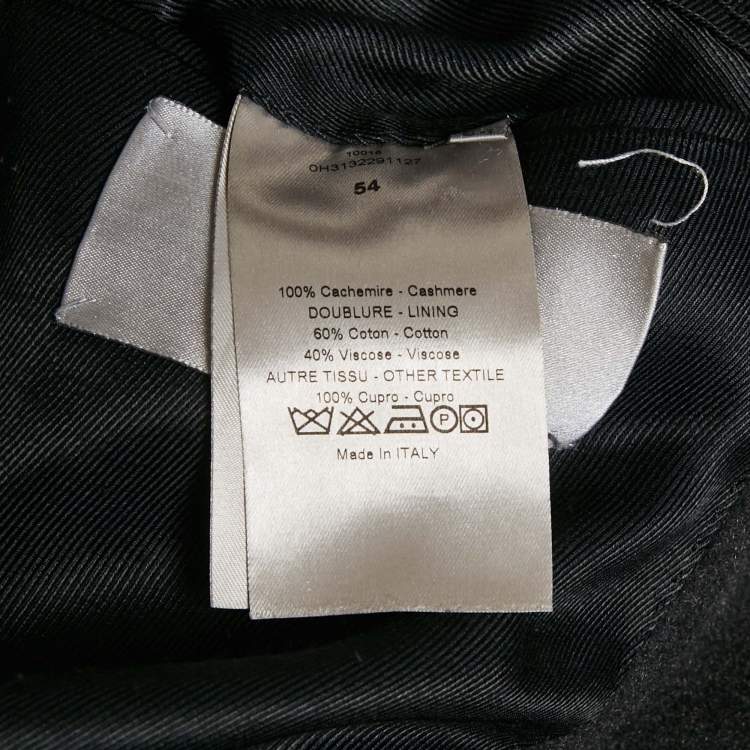 10018
0H3132291127
54
100% Cachemire - Cashmere
DOUBLURE - LINING
60% Coton - Cotton
40% Viscose - Viscose
AUTRE TISSU - OTHER TEXTILE
100% Cupro - Cupro
P
Made In ITALY